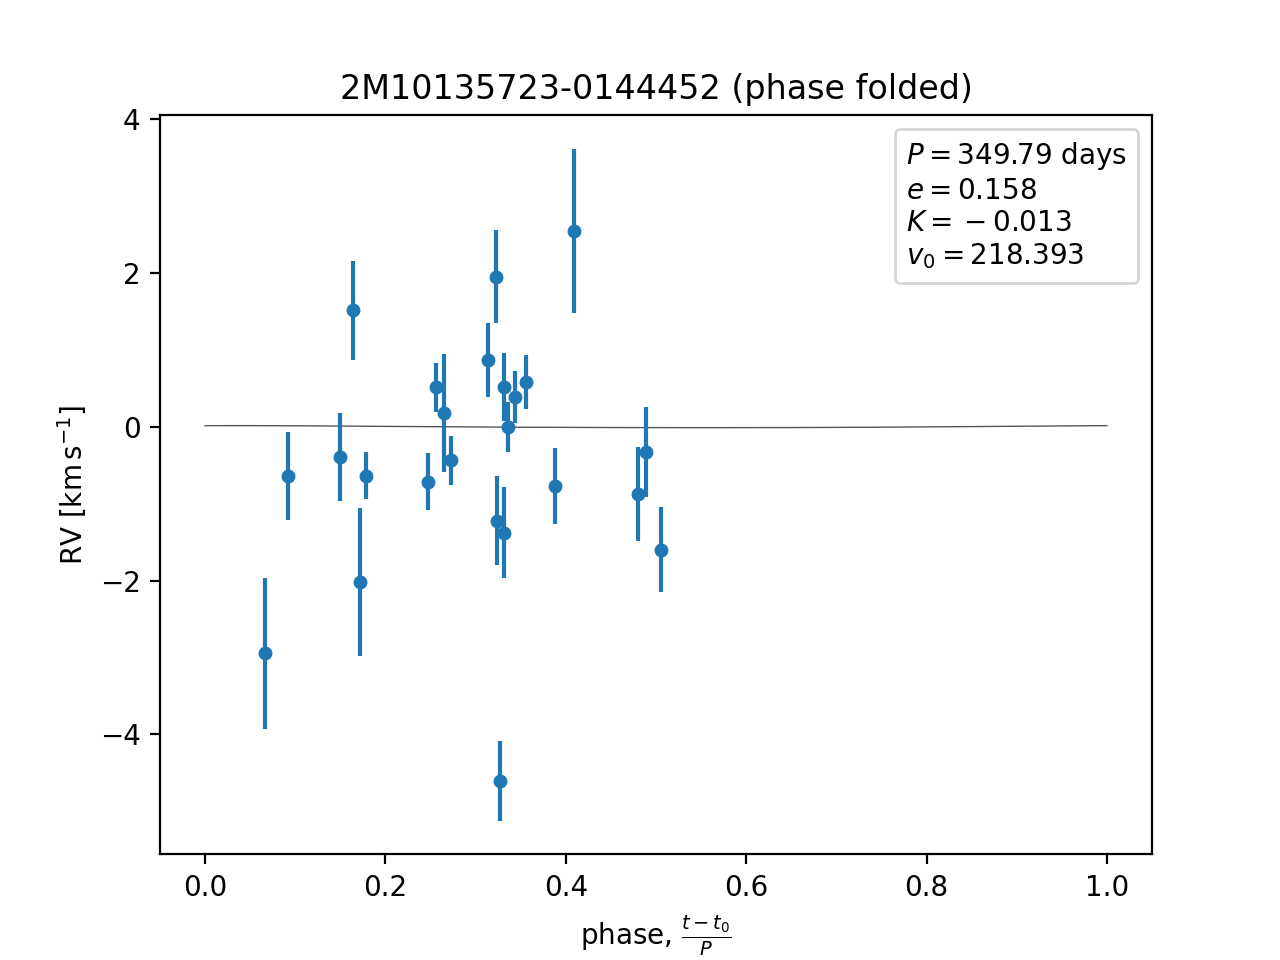 2M10135723-0144452 (phase folded)
P = 349.79 days
e = 0.158
K = −0.013
v₀ = 218.393
4
2
0
−2
−4
RV [km s⁻¹]
0.0 0.2 0.4 0.6 0.8 1.0
phase, (t − t₀)/P